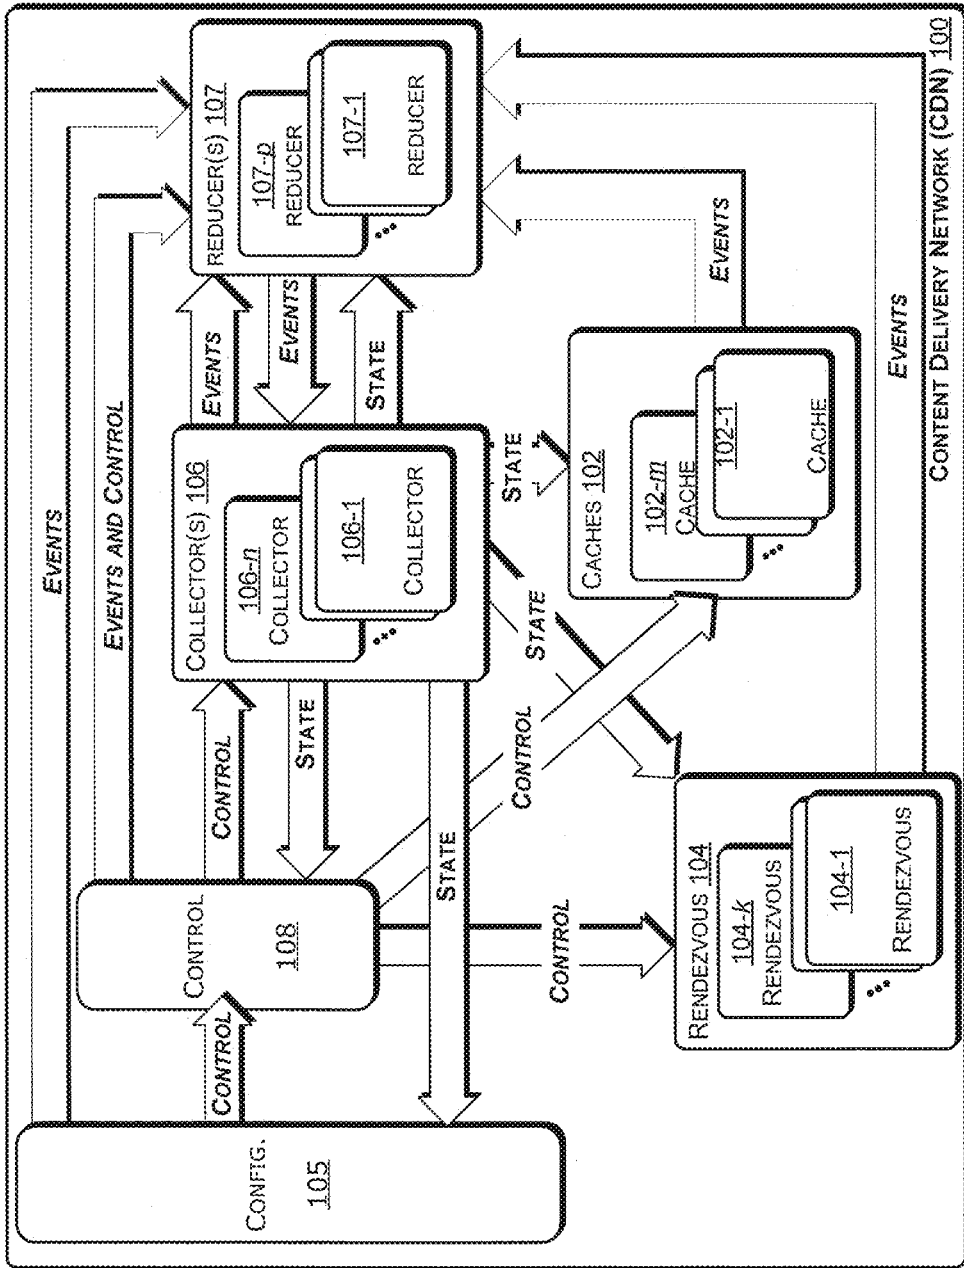 EVENTS
EVENTS AND CONTROL
CONFIG.
105
CONTROL
CONTROL
108
CONTROL
STATE
STATE
COLLECTOR(S) 106
106-n
COLLECTOR
106-1
COLLECTOR
...
EVENTS
EVENTS
STATE
REDUCER(S) 107
107-p
REDUCER
107-1
REDUCER
...
CONTROL
CONTROL
STATE
STATE
RENDEZVOUS 104
104-k
RENDEZVOUS
104-1
RENDEZVOUS
...
CACHES 102
102-m
CACHE
102-1
CACHE
...
EVENTS
EVENTS
CONTENT DELIVERY NETWORK (CDN) 100